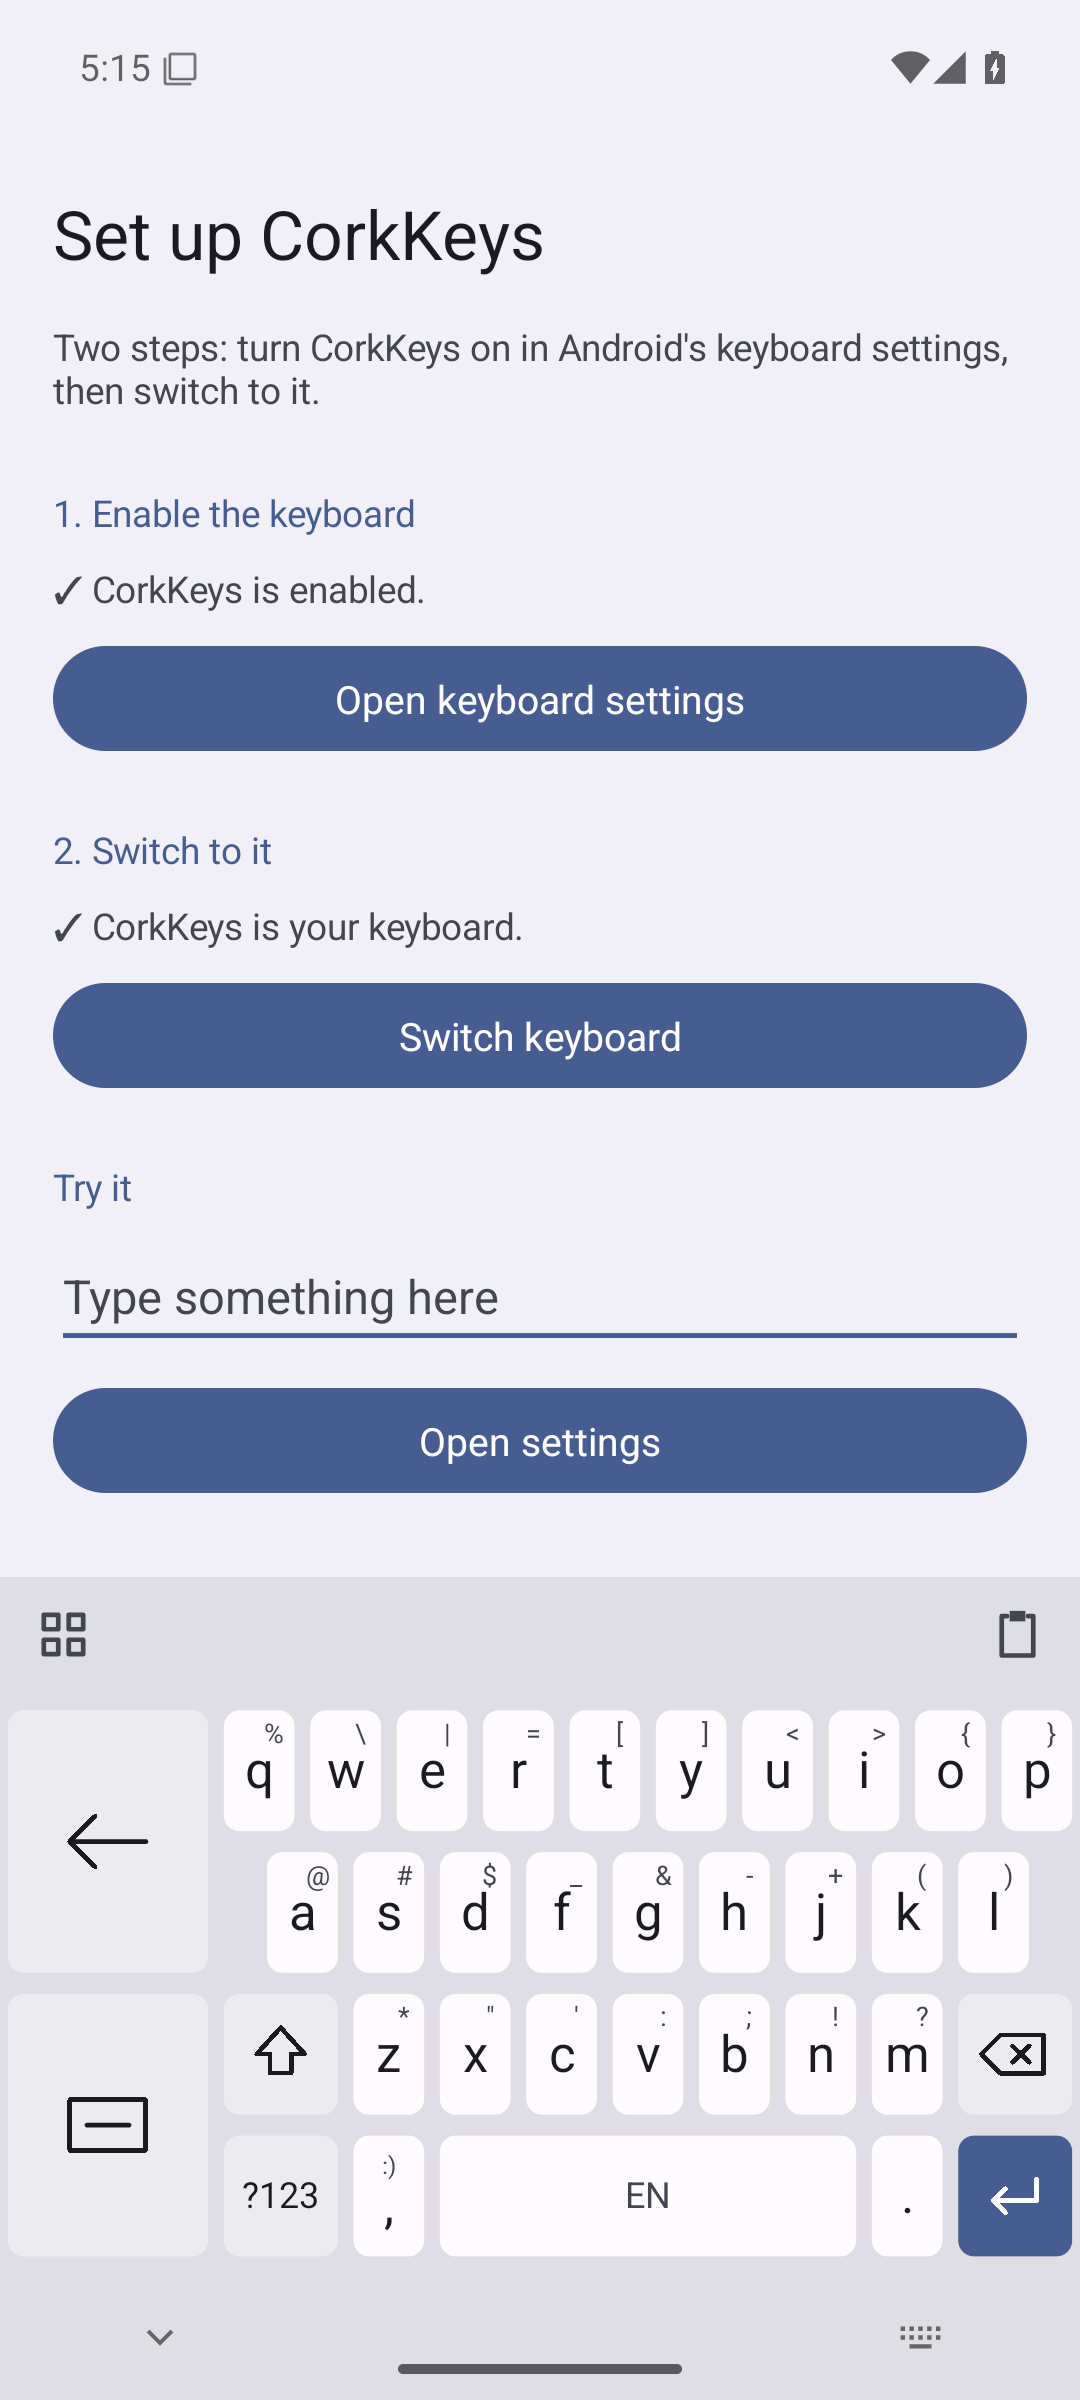 5:15
Set up CorkKeys
Two steps: turn CorkKeys on in Android's keyboard settings,
then switch to it.
1. Enable the keyboard
✓ CorkKeys is enabled.
Open keyboard settings
2. Switch to it
✓ CorkKeys is your keyboard.
Switch keyboard
Try it
Type something here
Open settings
% \ | = [ ] < > { }
q w e r t y u i o p
@ # $ _ & - + ( )
a s d f g h j k l
* " ' : ; ! ?
z x c v b n m
:)
?123 , EN .